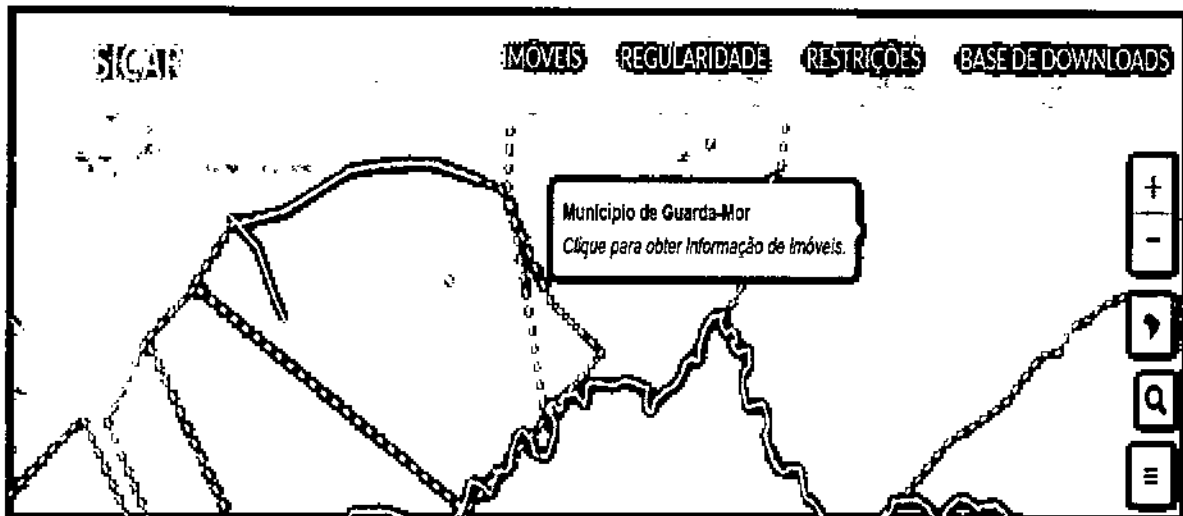 SICAR
IMÓVEIS REGULARIDADE RESTRIÇÕES BASE DE DOWNLOADS
Município de Guarda-Mor
Clique para obter Informação de Imóveis.
+
−
≡